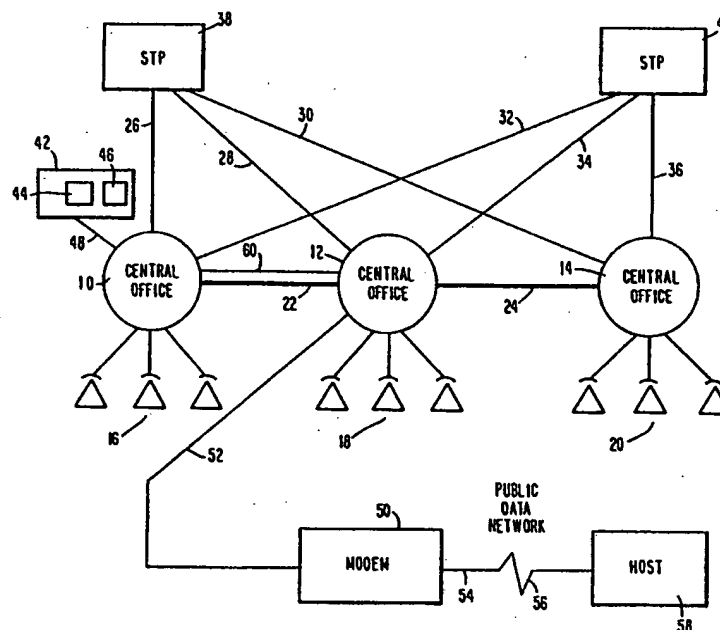 38
4
STP
STP
30
32
26
42
46
28
34
36
44
48
60
12
14
10
CENTRAL
OFFICE
CENTRAL
OFFICE
CENTRAL
OFFICE
22
24
16
18
20
52
PUBLIC
DATA
NETWORK
50
MODEM
HOST
54
56
58